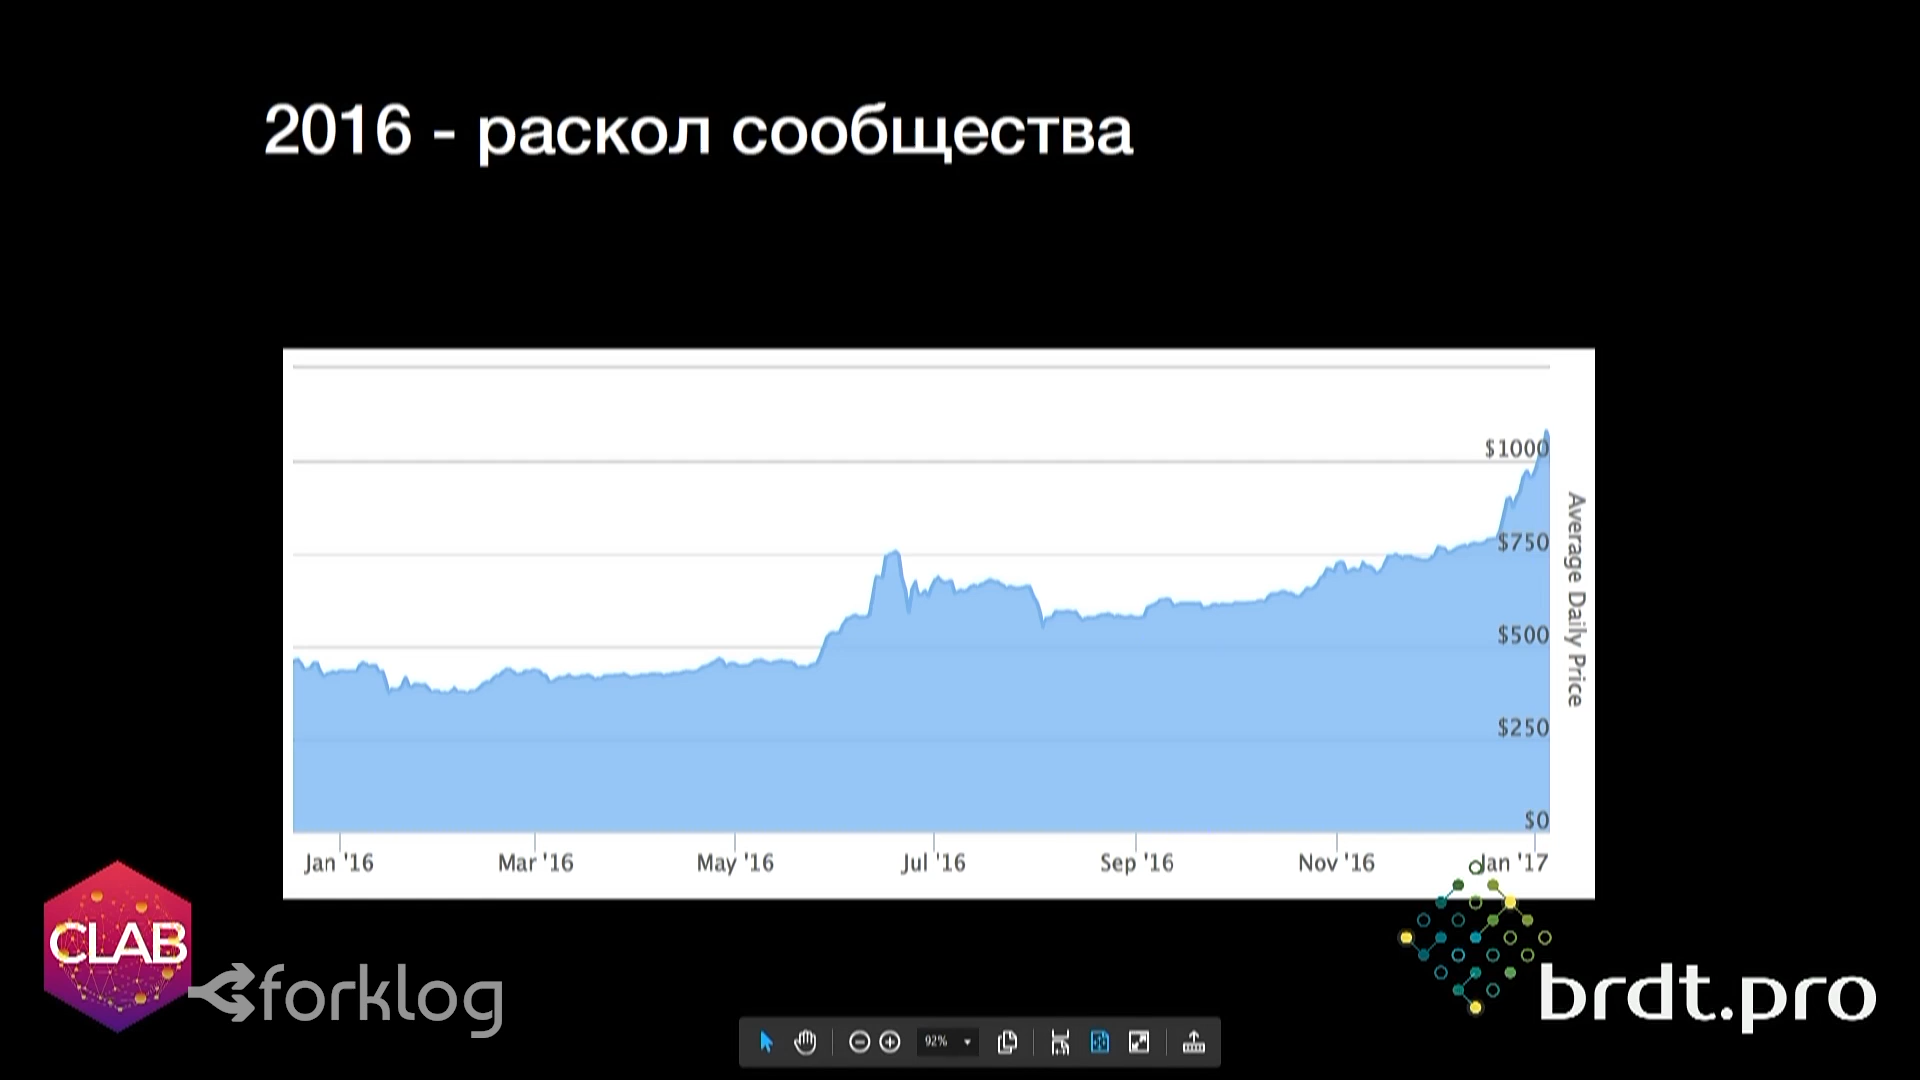 2016 - раскол сообщества
$1000
$750
$500
$250
$0
Average Daily Price
Jan '16
Mar '16
May '16
Jul '16
Sep '16
Nov '16
Jan '17
CLAB
forklog
brdt.pro
92%